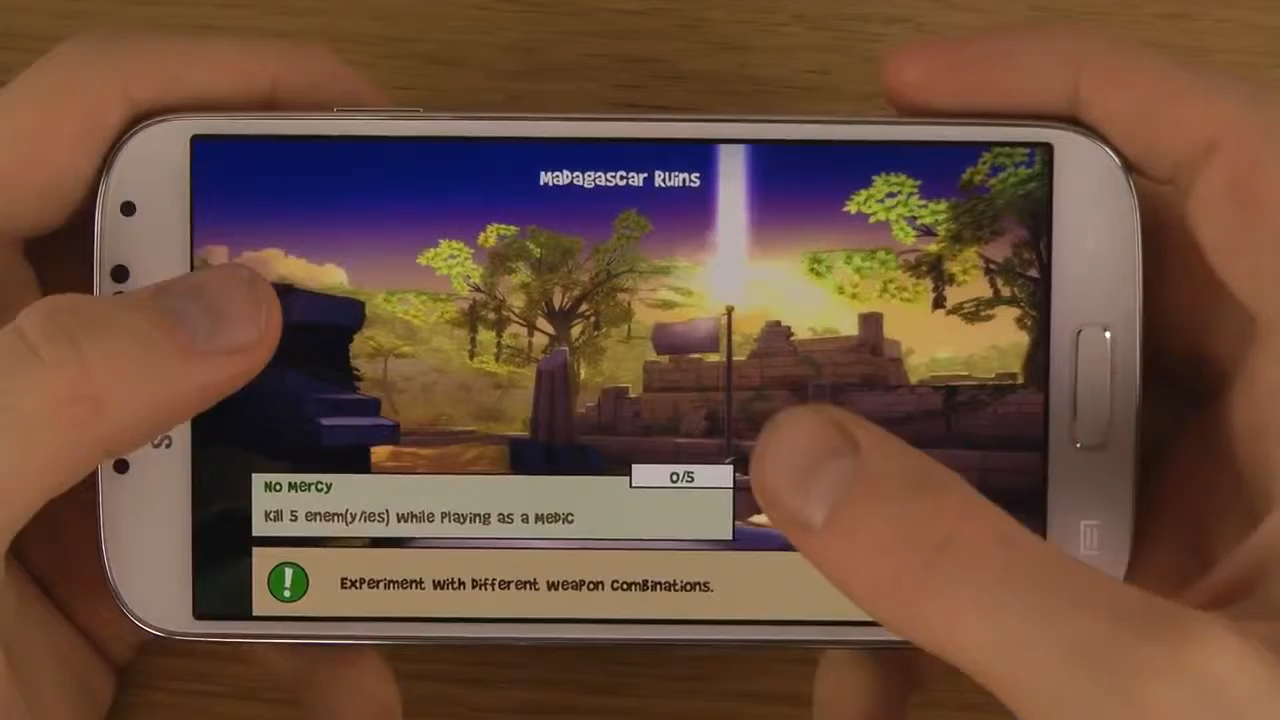 Madagascar Ruins
0/5
No Mercy
Kill 5 enem(y/ies) while playing as a Medic
Experiment with different weapon combinations.